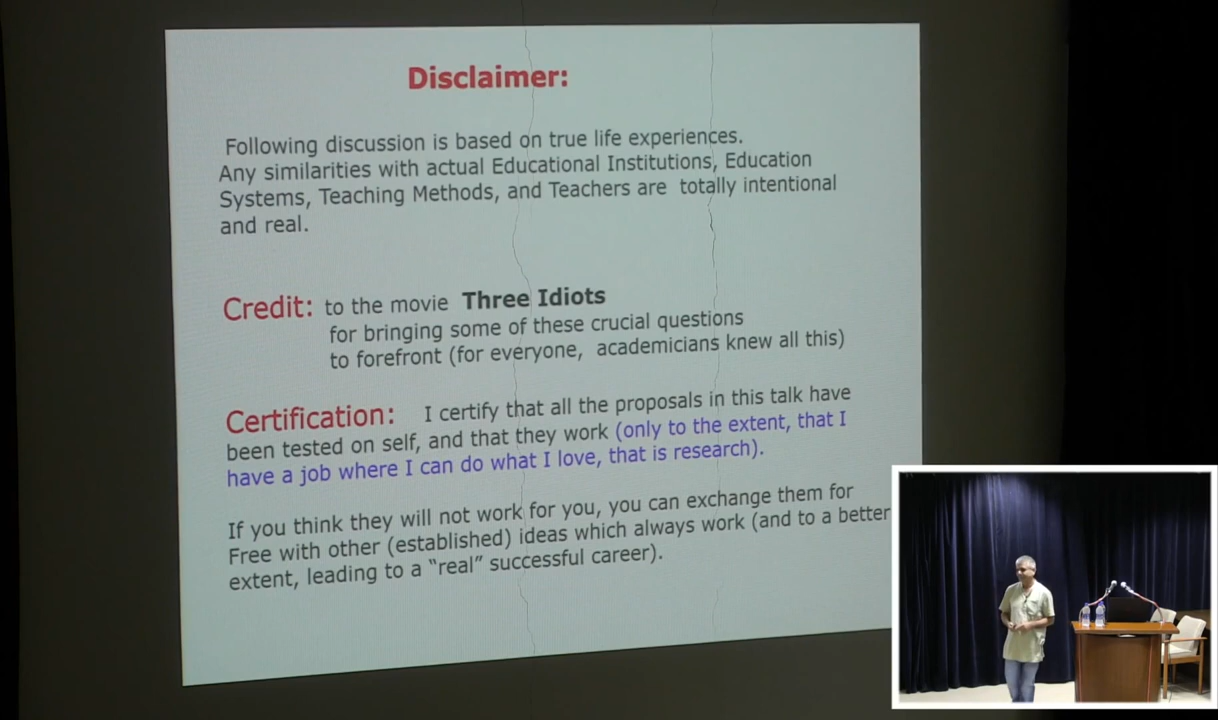 Disclaimer:
Following discussion is based on true life experiences.
Any similarities with actual Educational Institutions, Education
Systems, Teaching Methods, and Teachers are totally intentional
and real.
Credit: to the movie Three Idiots
for bringing some of these crucial questions
to forefront (for everyone, academicians knew all this)
Certification: I certify that all the proposals in this talk have
been tested on self, and that they work (only to the extent, that I
have a job where I can do what I love, that is research).
If you think they will not work for you, you can exchange them for
Free with other (established) ideas which always work (and to a better
extent, leading to a “real” successful career).